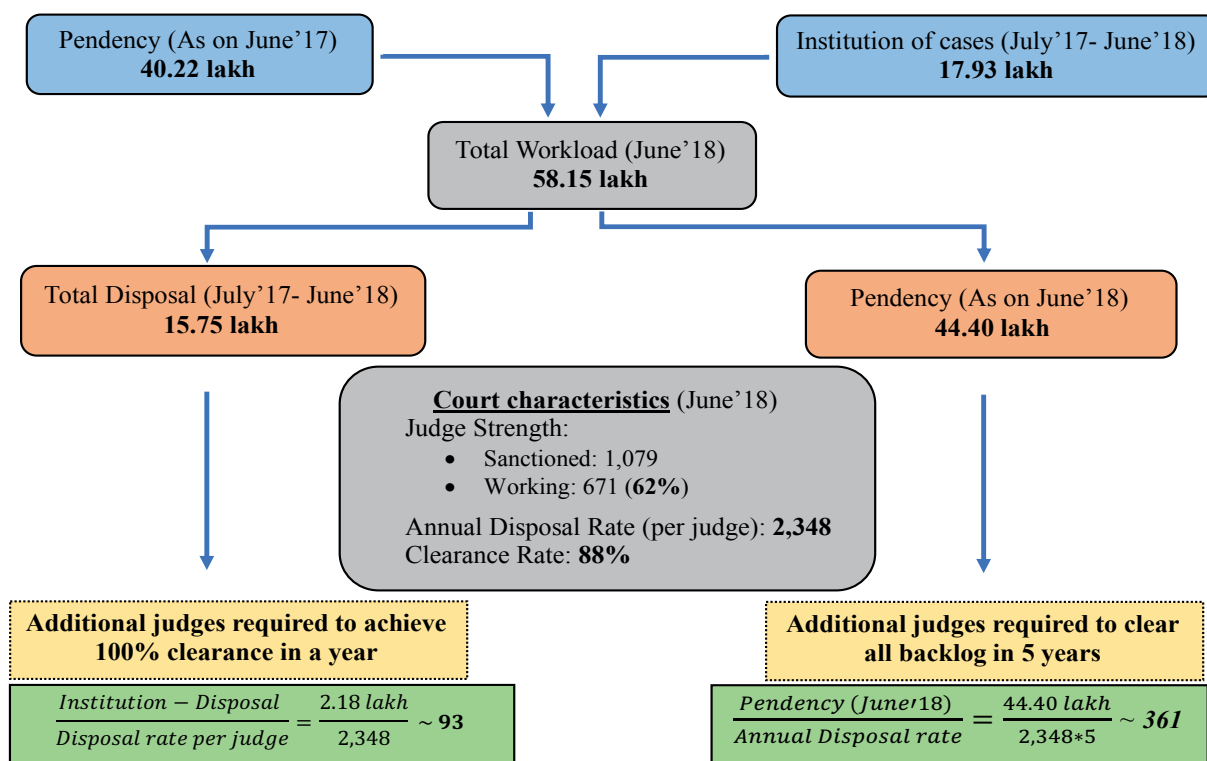 Pendency (As on June’17)
40.22 lakh
Institution of cases (July’17- June’18)
17.93 lakh
Total Workload (June’18)
58.15 lakh
Total Disposal (July’17- June’18)
15.75 lakh
Pendency (As on June’18)
44.40 lakh
Court characteristics (June’18)
Judge Strength:
• Sanctioned: 1,079
• Working: 671 (62%)
Annual Disposal Rate (per judge): 2,348
Clearance Rate: 88%
Additional judges required to achieve
100% clearance in a year
Institution − Disposal / Disposal rate per judge = 2.18 lakh / 2,348 ~ 93
Additional judges required to clear
all backlog in 5 years
Pendency (June′18) / Annual Disposal rate = 44.40 lakh / 2,348*5 ~ 361